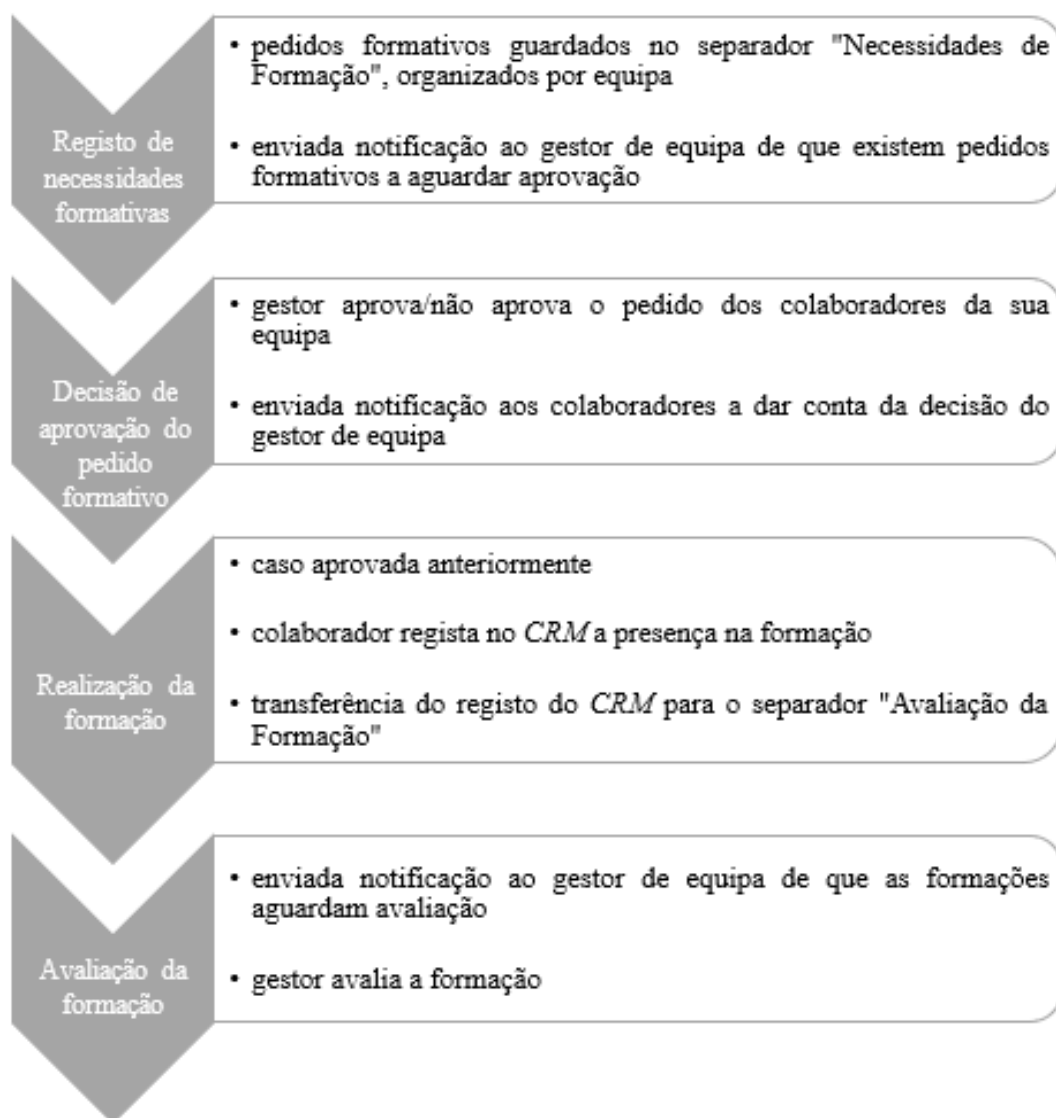 Registo de
necessidades
formativas
• pedidos formativos guardados no separador "Necessidades de
Formação", organizados por equipa
• enviada notificação ao gestor de equipa de que existem pedidos
formativos a aguardar aprovação
Decisão de
aprovação do
pedido
formativo
• gestor aprova/não aprova o pedido dos colaboradores da sua
equipa
• enviada notificação aos colaboradores a dar conta da decisão do
gestor de equipa
Realização da
formação
• caso aprovada anteriormente
• colaborador regista no CRM a presença na formação
• transferência do registo do CRM para o separador "Avaliação da
Formação"
Avaliação da
formação
• enviada notificação ao gestor de equipa de que as formações
aguardam avaliação
• gestor avalia a formação